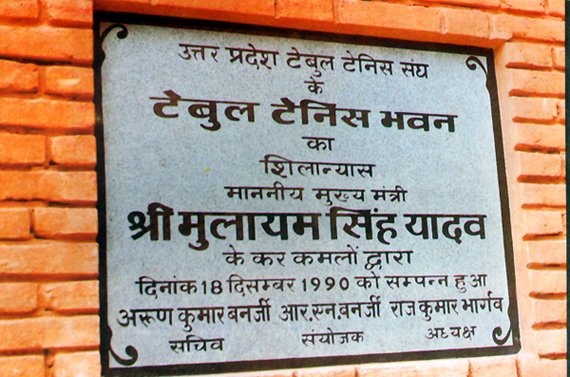 उत्तर प्रदेश टेबुल टेनिस संघ
के
टेबुल टेनिस भवन
का
शिलान्यास
माननीय मुख्य मंत्री
श्री मुलायम सिंह यादव
के कर कमलों द्वारा
दिनांक 18 दिसम्बर 1990 को सम्पन्न हुआ
अरूण कुमार बनर्जी आर.एन.बनर्जी राज कुमार भार्गव
सचिव संयोजक अध्यक्ष